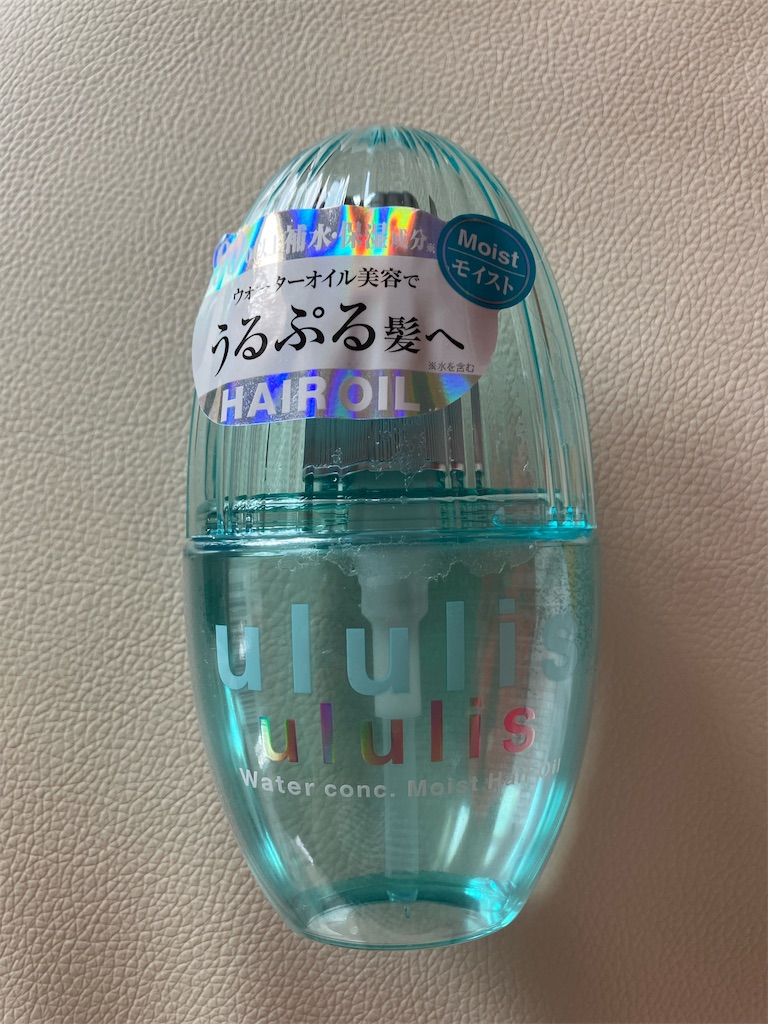 補水・保湿成分
Moist
モイスト
ウォーターオイル美容で
うるぷる髪へ
※水を含む
HAIR OIL
ululis
ululis
Water conc. Moist Hair Oil